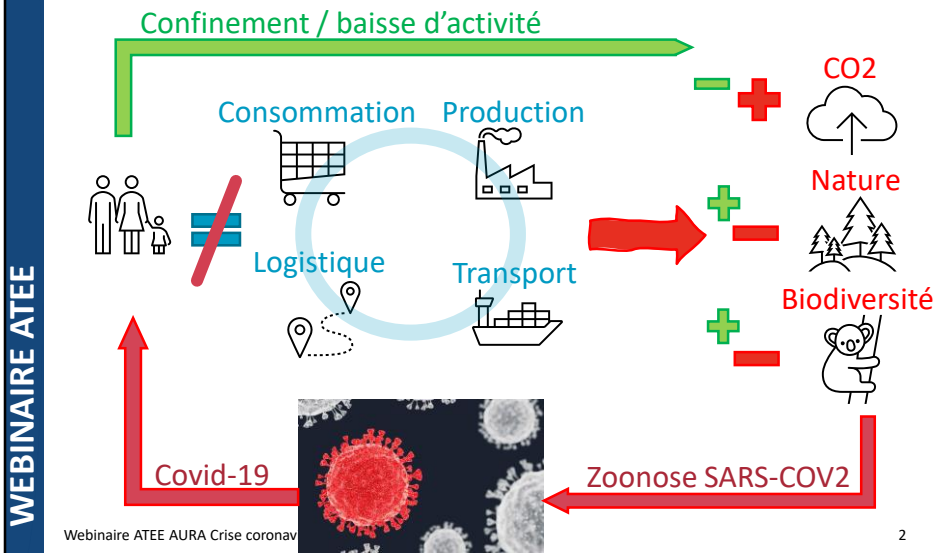 Confinement / baisse d'activité
CO2
Consommation
Production
Nature
Logistique
Transport
Biodiversité
Covid-19
Zoonose SARS-COV2
WEBINAIRE ATEE
Webinaire ATEE AURA Crise coronav
2